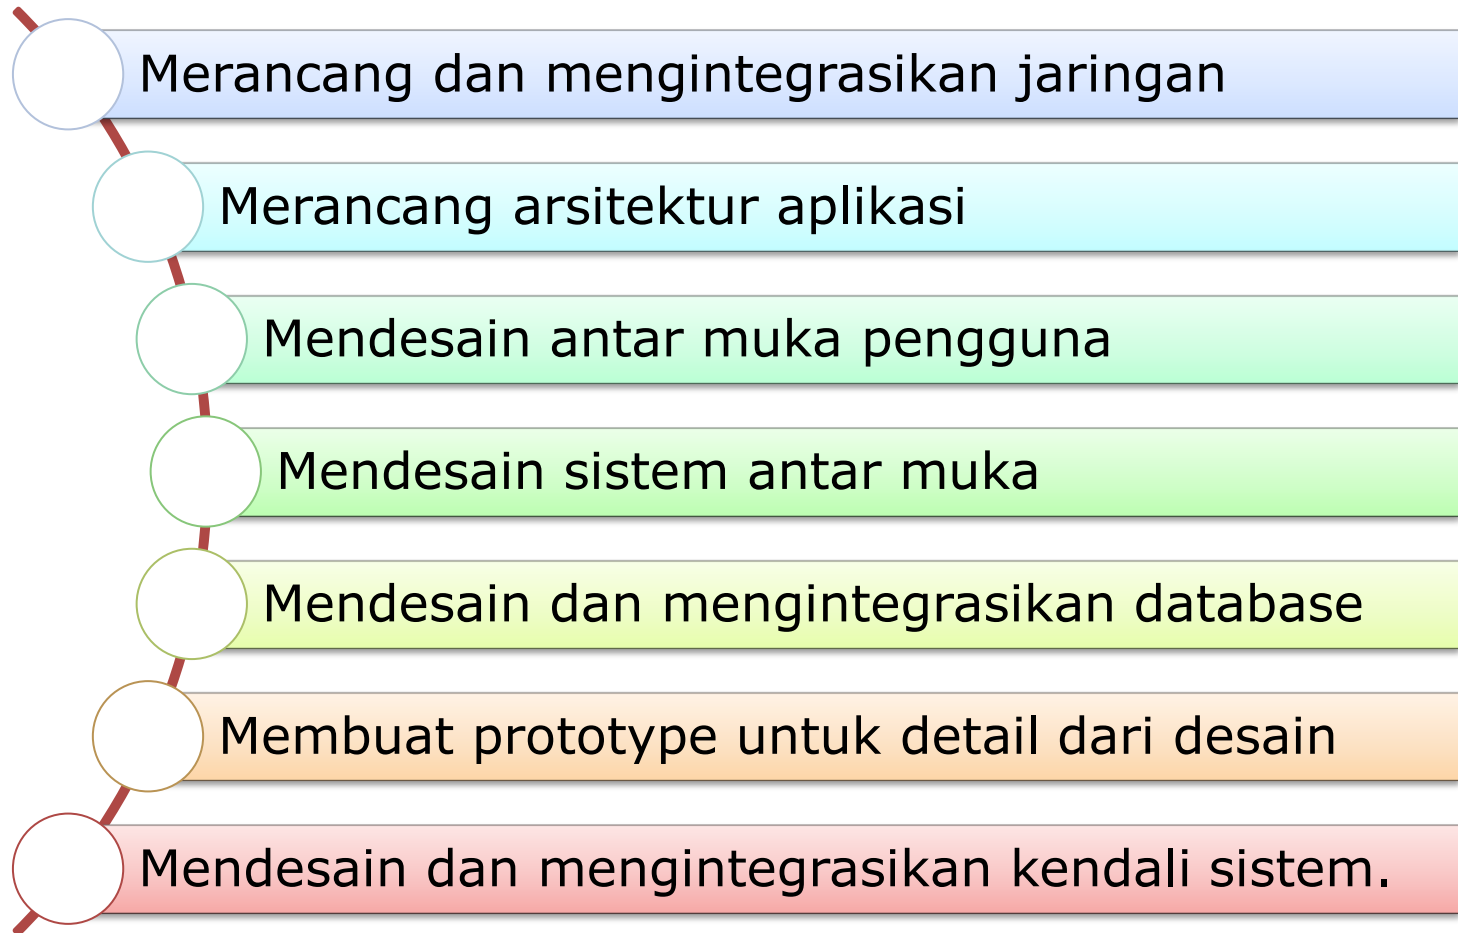 Merancang dan mengintegrasikan jaringan
Merancang arsitektur aplikasi
Mendesain antar muka pengguna
Mendesain sistem antar muka
Mendesain dan mengintegrasikan database
Membuat prototype untuk detail dari desain
Mendesain dan mengintegrasikan kendali sistem.